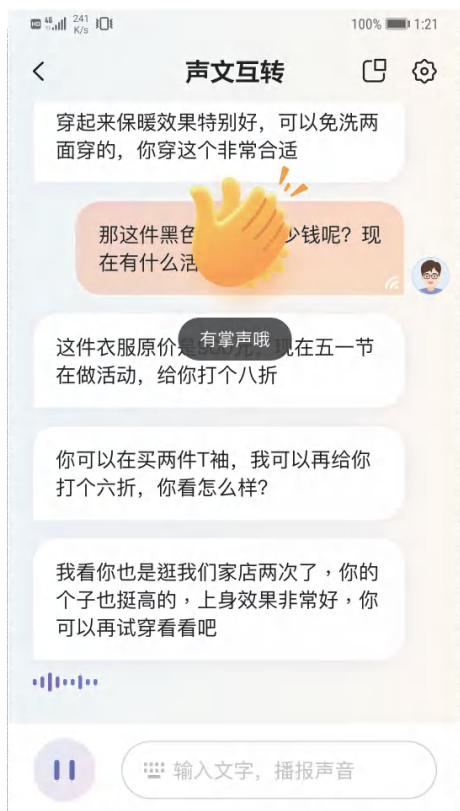 HD 46 241 K/s 100% 1:21
声文互转
穿起来保暖效果特别好，可以免洗两
面穿的，你穿这个非常合适
那这件黑色 少钱呢？现
在有什么活
有掌声哦
这件衣服原价是 元，现在五一节
在做活动，给你打个八折
你可以在买两件T袖，我可以再给你
打个六折，你看怎么样？
我看你也是逛我们家店两次了，你的
个子也挺高的，上身效果非常好，你
可以再试穿看看吧
输入文字，播报声音